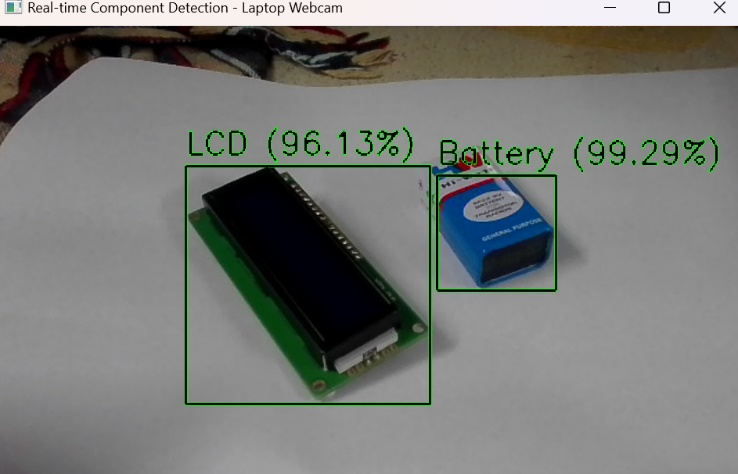 Real-time Component Detection - Laptop Webcam
LCD (96.13%)
Battery (99.29%)
GENERAL PURPOSE